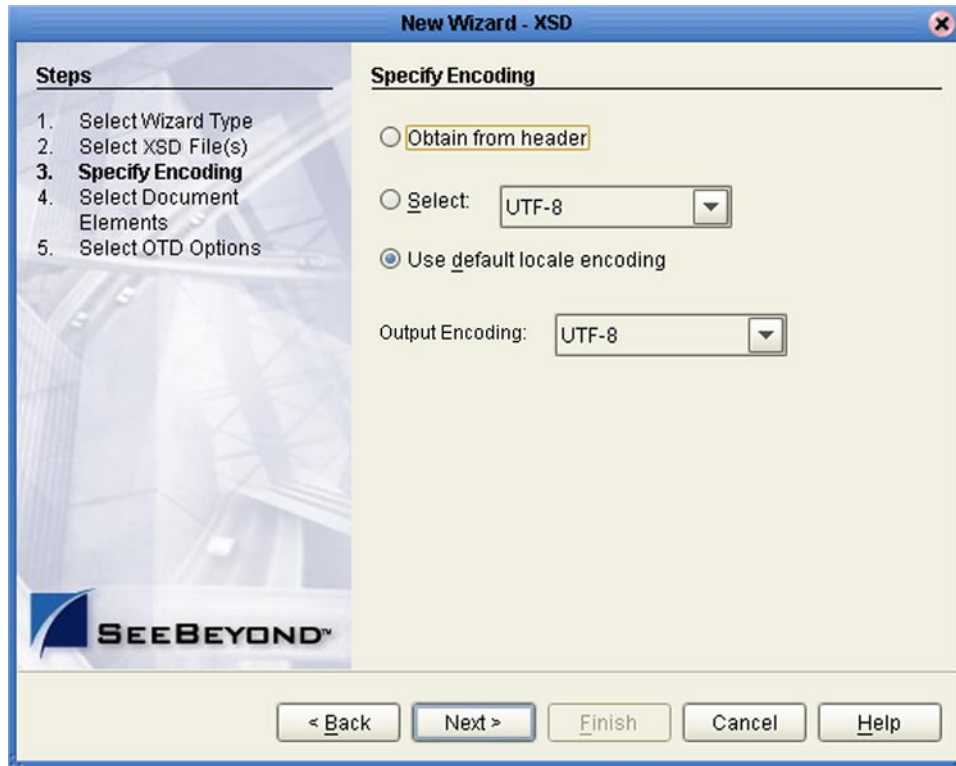 New Wizard - XSD
Steps
1. Select Wizard Type
2. Select XSD File(s)
3. Specify Encoding
4. Select Document
Elements
5. Select OTD Options
SEEBEYOND™
Specify Encoding
Obtain from header
Select: UTF-8
Use default locale encoding
Output Encoding: UTF-8
< Back Next > Finish Cancel Help